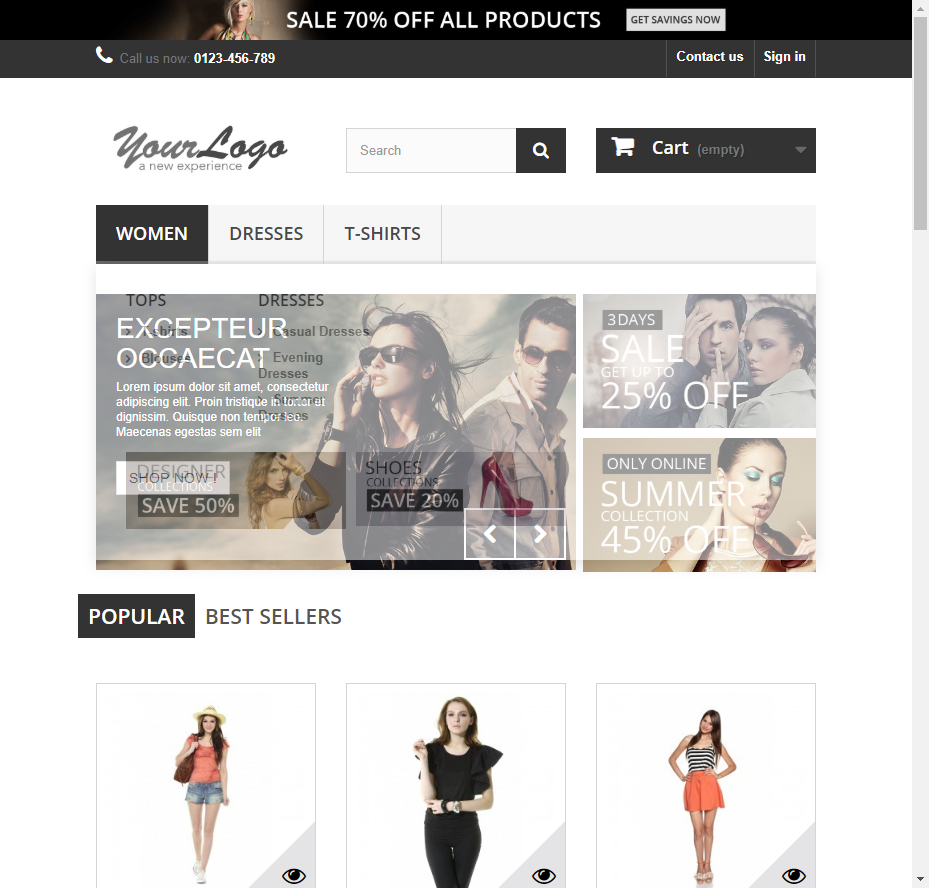 SALE 70% OFF ALL PRODUCTS
GET SAVINGS NOW
Call us now: 0123-456-789
Contact us
Sign in
YourLogo
a new experience
Search
Cart (empty)
WOMEN
DRESSES
T-SHIRTS
TOPS
DRESSES
EXCEPTEUR
OCCAECAT
T-shirts
Blouses
Casual Dresses
Evening
Dresses
Summer
Dresses
Lorem ipsum dolor sit amet, consectetur
adipiscing elit. Proin tristique in tortor et
dignissim. Quisque non tempor leo.
Maecenas egestas sem elit
SHOP NOW !
DESIGNER
COLLECTIONS
SAVE 50%
SHOES
COLLECTIONS
SAVE 20%
3 DAYS
SALE
GET UP TO
25% OFF
ONLY ONLINE
SUMMER
COLLECTION
45% OFF
POPULAR
BEST SELLERS